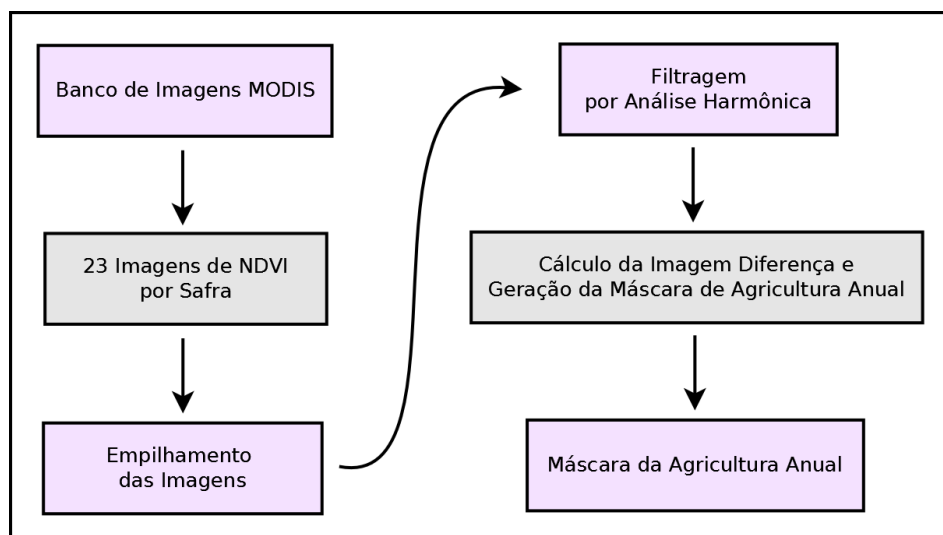 Banco de Imagens MODIS
23 Imagens de NDVI
por Safra
Empilhamento
das Imagens
Filtragem
por Análise Harmônica
Cálculo da Imagem Diferença e
Geração da Máscara de Agricultura Anual
Máscara da Agricultura Anual